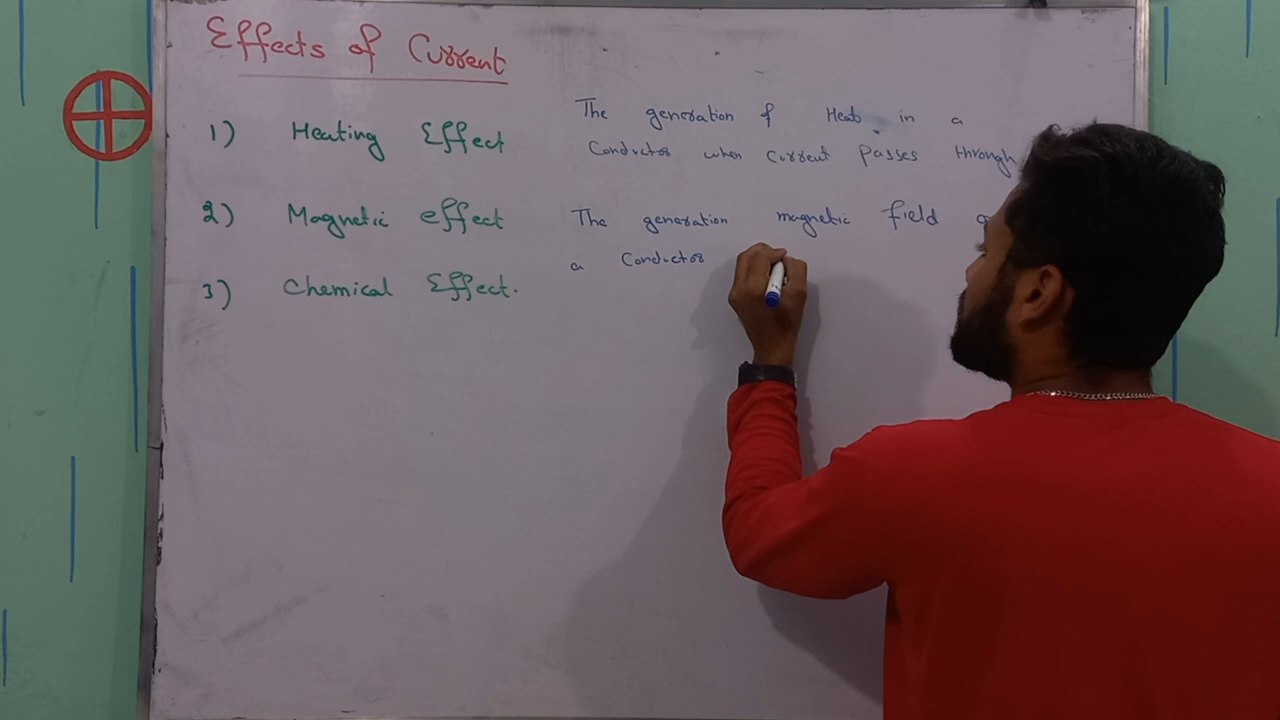 Effects of Current
1) Heating Effect
The generation of Heat in a
Conductor when Current Passes through
2) Magnetic effect
The generation magnetic field
a Conductor
3) Chemical Effect.